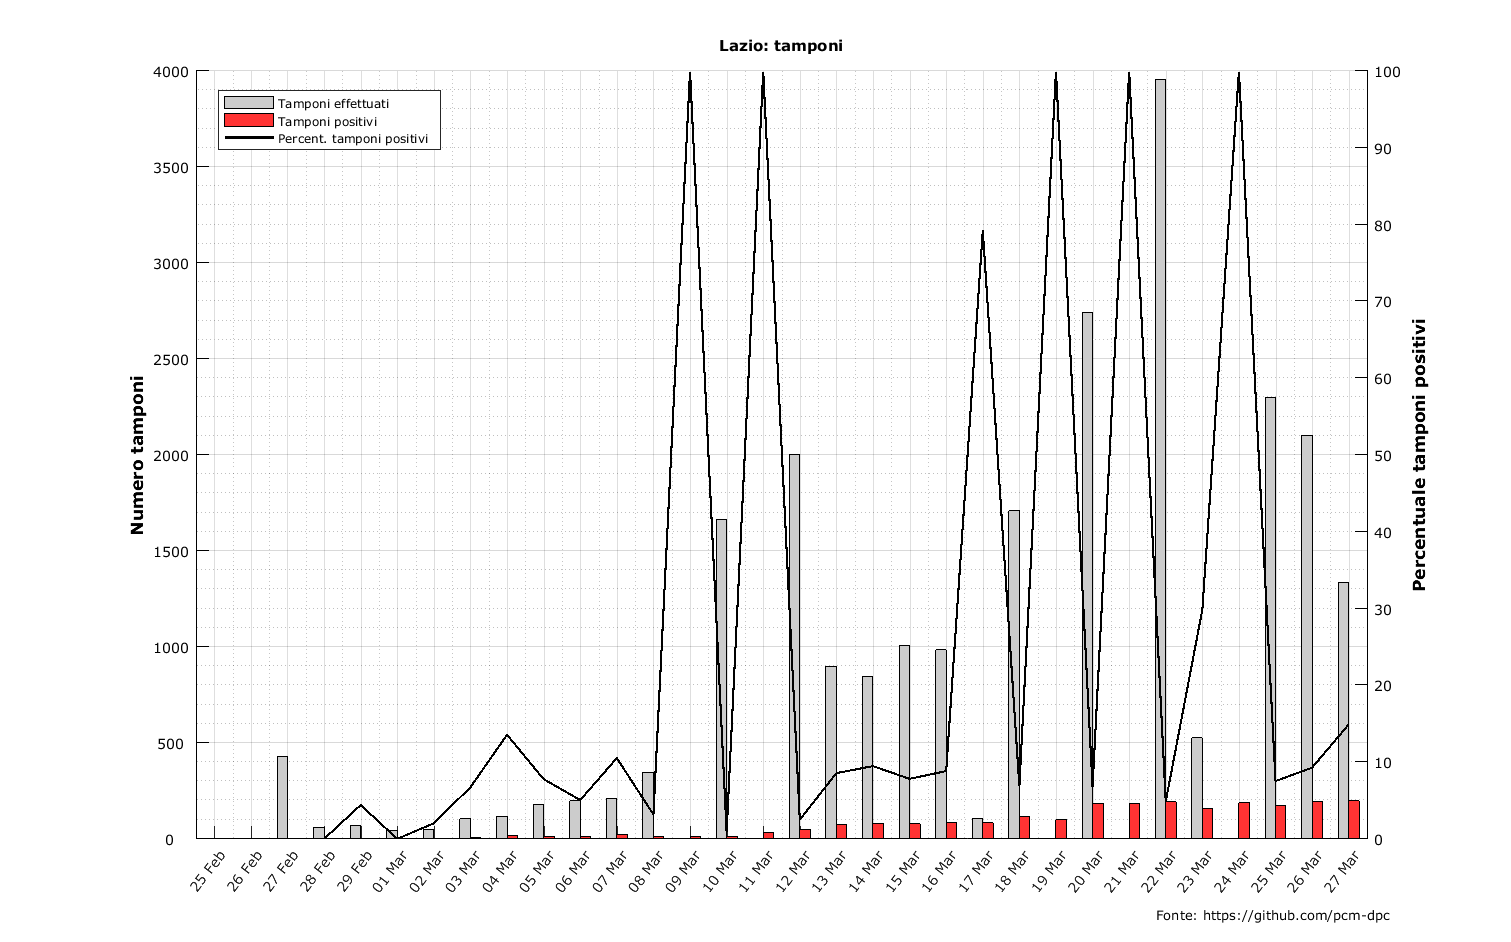 Lazio: tamponi
Tamponi effettuati
Tamponi positivi
Percent. tamponi positivi
4000
3500
3000
2500
2000
1500
1000
500
0
Numero tamponi
100
90
80
70
60
50
40
30
20
10
0
Percentuale tamponi positivi
25 Feb
26 Feb
27 Feb
28 Feb
29 Feb
01 Mar
02 Mar
03 Mar
04 Mar
05 Mar
06 Mar
07 Mar
08 Mar
09 Mar
10 Mar
11 Mar
12 Mar
13 Mar
14 Mar
15 Mar
16 Mar
17 Mar
18 Mar
19 Mar
20 Mar
21 Mar
22 Mar
23 Mar
24 Mar
25 Mar
26 Mar
27 Mar
Fonte: https://github.com/pcm-dpc